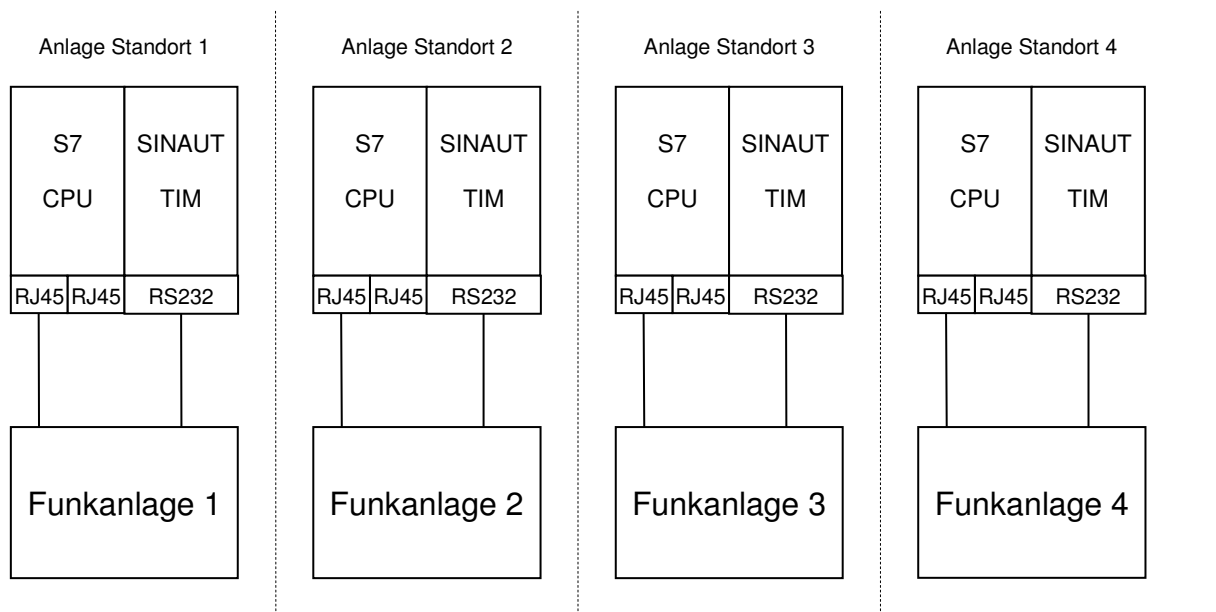 Anlage Standort 1
S7
CPU
SINAUT
TIM
RJ45
RJ45
RS232
Funkanlage 1
Anlage Standort 2
S7
CPU
SINAUT
TIM
RJ45
RJ45
RS232
Funkanlage 2
Anlage Standort 3
S7
CPU
SINAUT
TIM
RJ45
RJ45
RS232
Funkanlage 3
Anlage Standort 4
S7
CPU
SINAUT
TIM
RJ45
RJ45
RS232
Funkanlage 4